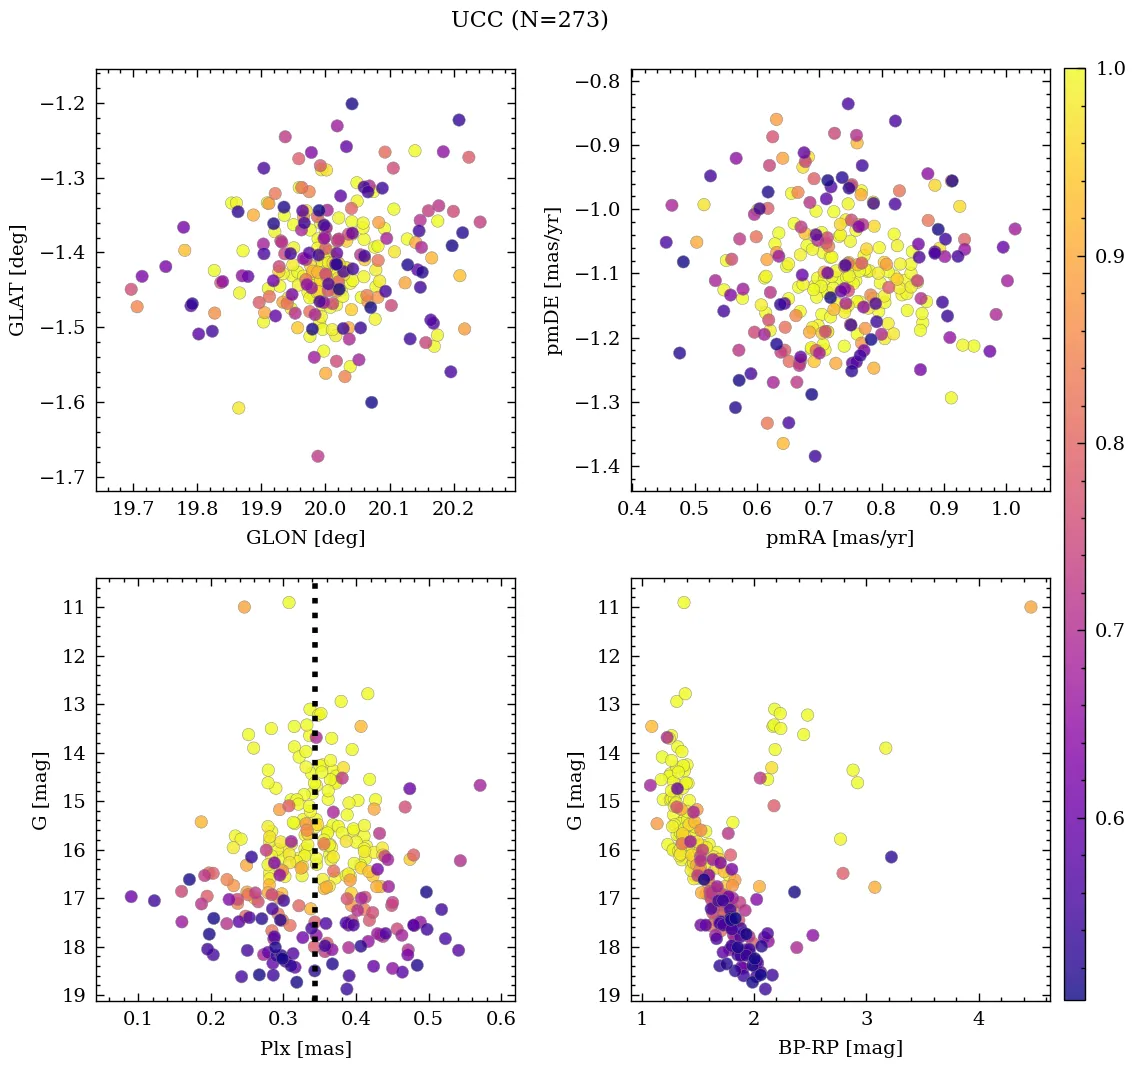 UCC (N=273)
−1.2
−1.3
−1.4
−1.5
−1.6
−1.7
GLAT [deg]
19.7 19.8 19.9 20.0 20.1 20.2
GLON [deg]
−0.8
−0.9
−1.0
−1.1
−1.2
−1.3
−1.4
pmDE [mas/yr]
0.4 0.5 0.6 0.7 0.8 0.9 1.0
pmRA [mas/yr]
11
12
13
14
15
16
17
18
19
G [mag]
0.1 0.2 0.3 0.4 0.5 0.6
Plx [mas]
11
12
13
14
15
16
17
18
19
G [mag]
1 2 3 4
BP-RP [mag]
1.0
0.9
0.8
0.7
0.6